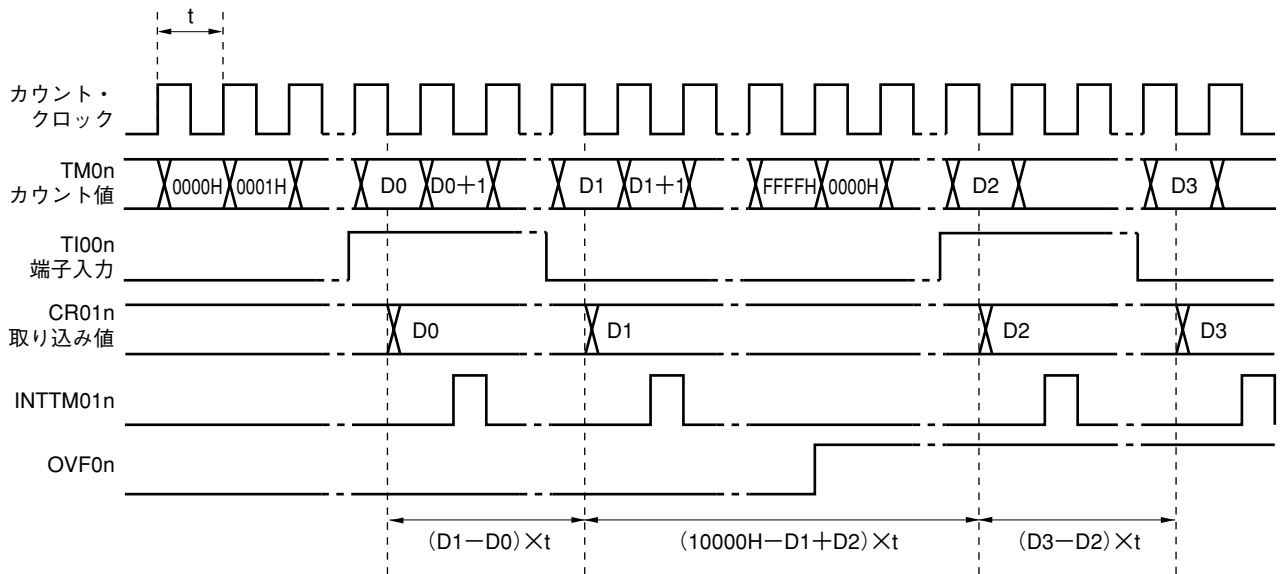 t
カウント・
クロック
TM0n
カウント値
0000H 0001H D0 D0＋1 D1 D1＋1 FFFFH 0000H D2 D3
TI00n
端子入力
CR01n
取り込み値
D0 D1 D2 D3
INTTM01n
OVF0n
(D1－D0)×t (10000H－D1＋D2)×t (D3－D2)×t